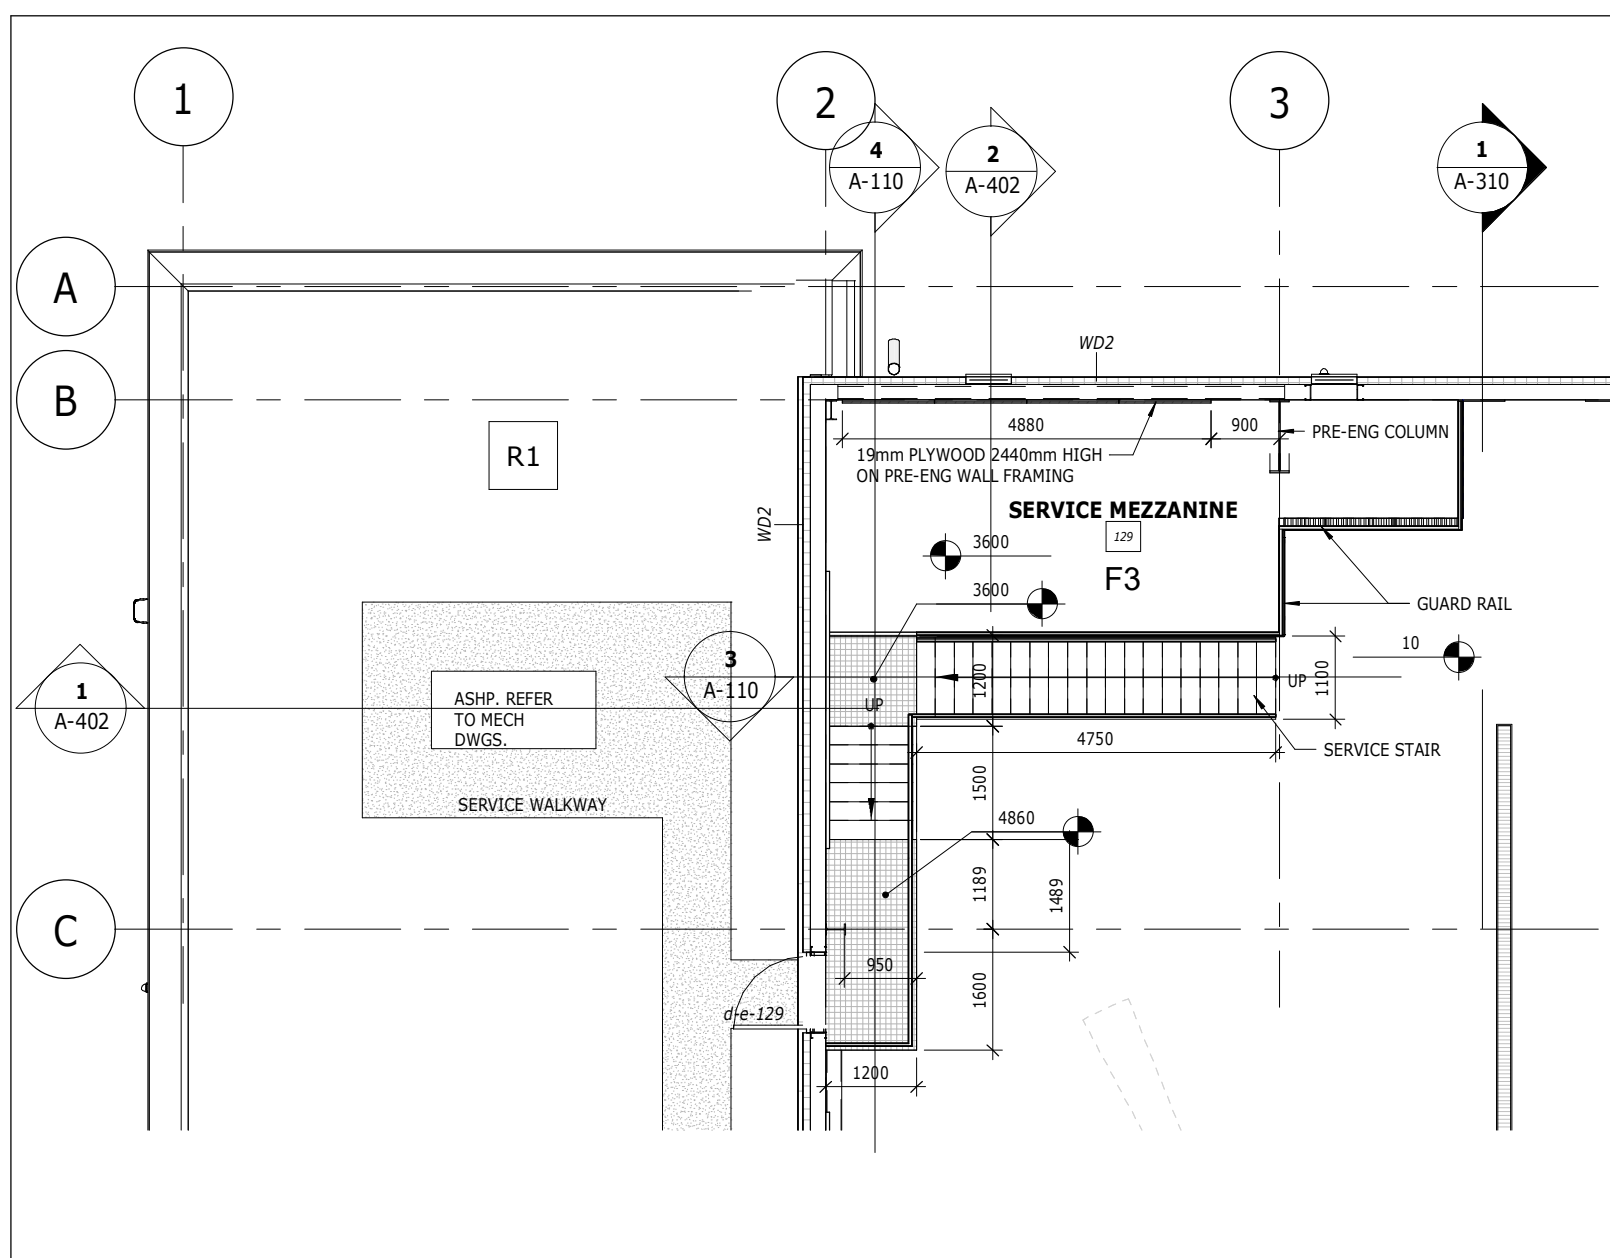 1
2
3
4
A-110
2
A-402
1
A-310
A
B
WD2
4880
900
PRE-ENG COLUMN
19mm PLYWOOD 2440mm HIGH
ON PRE-ENG WALL FRAMING
R1
SERVICE MEZZANINE
WD2
129
3600
F3
3600
GUARD RAIL
10
3
A-110
1200
UP
1100
1
A-402
ASHP. REFER
TO MECH
DWGS.
UP
4750
SERVICE STAIR
1500
SERVICE WALKWAY
4860
1189
1489
C
950
1600
d-e-129
1200